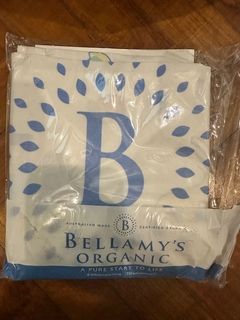 B
AUSTRALIAN MADE
B
CERTIFIED ORGANIC
BELLAMY'S
ORGANIC
A PURE START TO LIFE